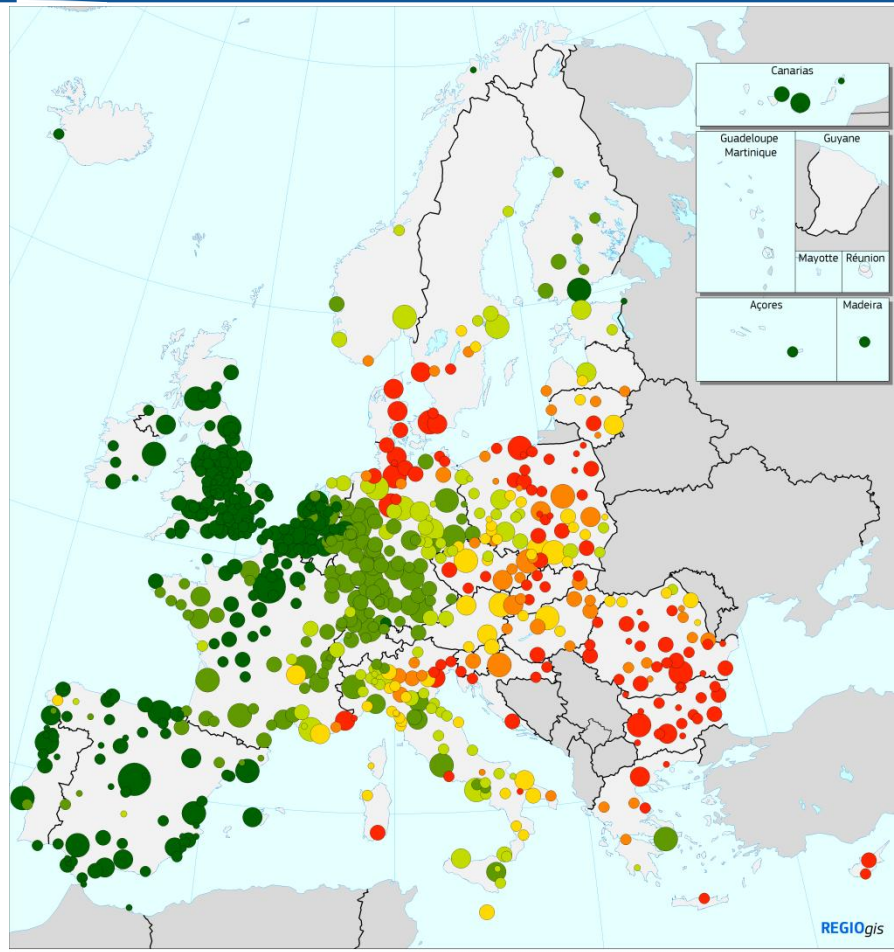 Canarias
Guadeloupe
Martinique
Guyane
Mayotte
Réunion
Açores
Madeira
REGIOgis